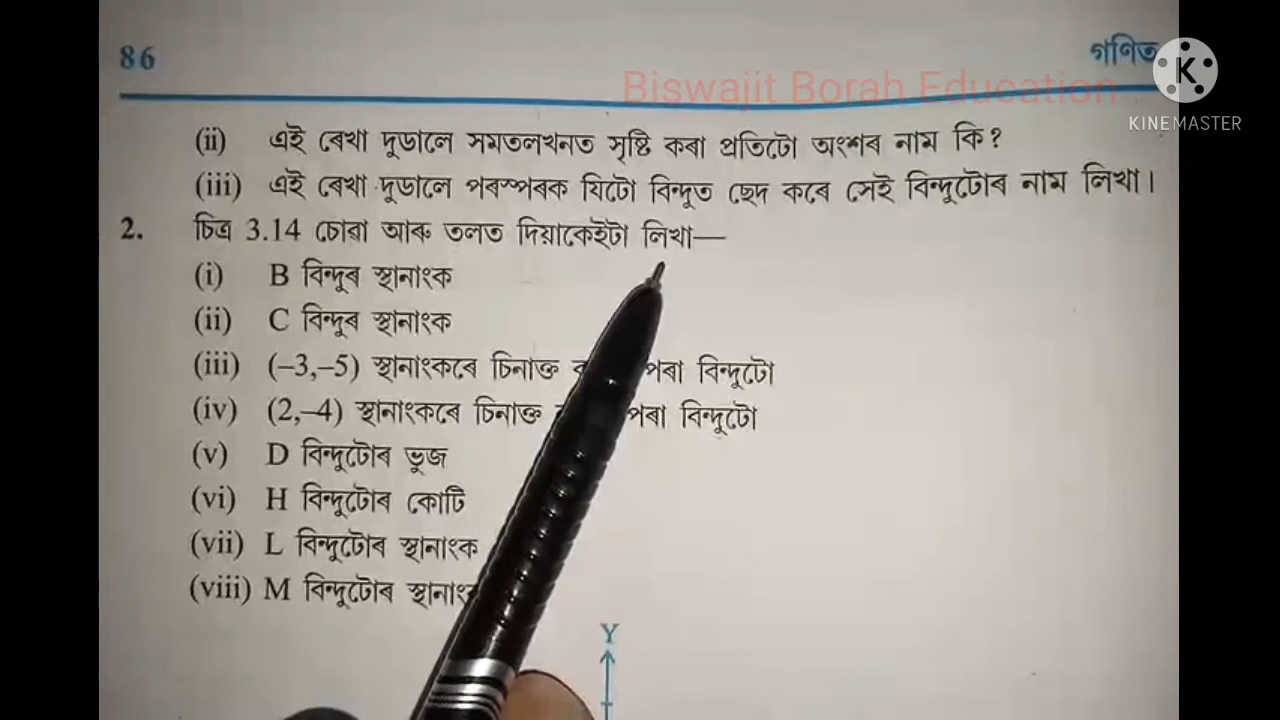 86 গণিত
Biswajit Borah Education
K
KINEMASTER
(ii) এই ৰেখা দুডালে সমতলখনত সৃষ্টি কৰা প্ৰতিটো অংশৰ নাম কি?
(iii) এই ৰেখা দুডালে পৰস্পৰক যিটো বিন্দুত ছেদ কৰে সেই বিন্দুটোৰ নাম লিখা।
2. চিত্ৰ 3.14 চোৱা আৰু তলত দিয়াকেইটা লিখা—
(i) B বিন্দুৰ স্থানাংক
(ii) C বিন্দুৰ স্থানাংক
(iii) (–3,–5) স্থানাংকৰে চিনাক্ত পৰা বিন্দুটো
(iv) (2,–4) স্থানাংকৰে চিনাক্ত পৰা বিন্দুটো
(v) D বিন্দুটোৰ ভুজ
(vi) H বিন্দুটোৰ কোটি
(vii) L বিন্দুটোৰ স্থানাংক
(viii) M বিন্দুটোৰ স্থানাংক
Y